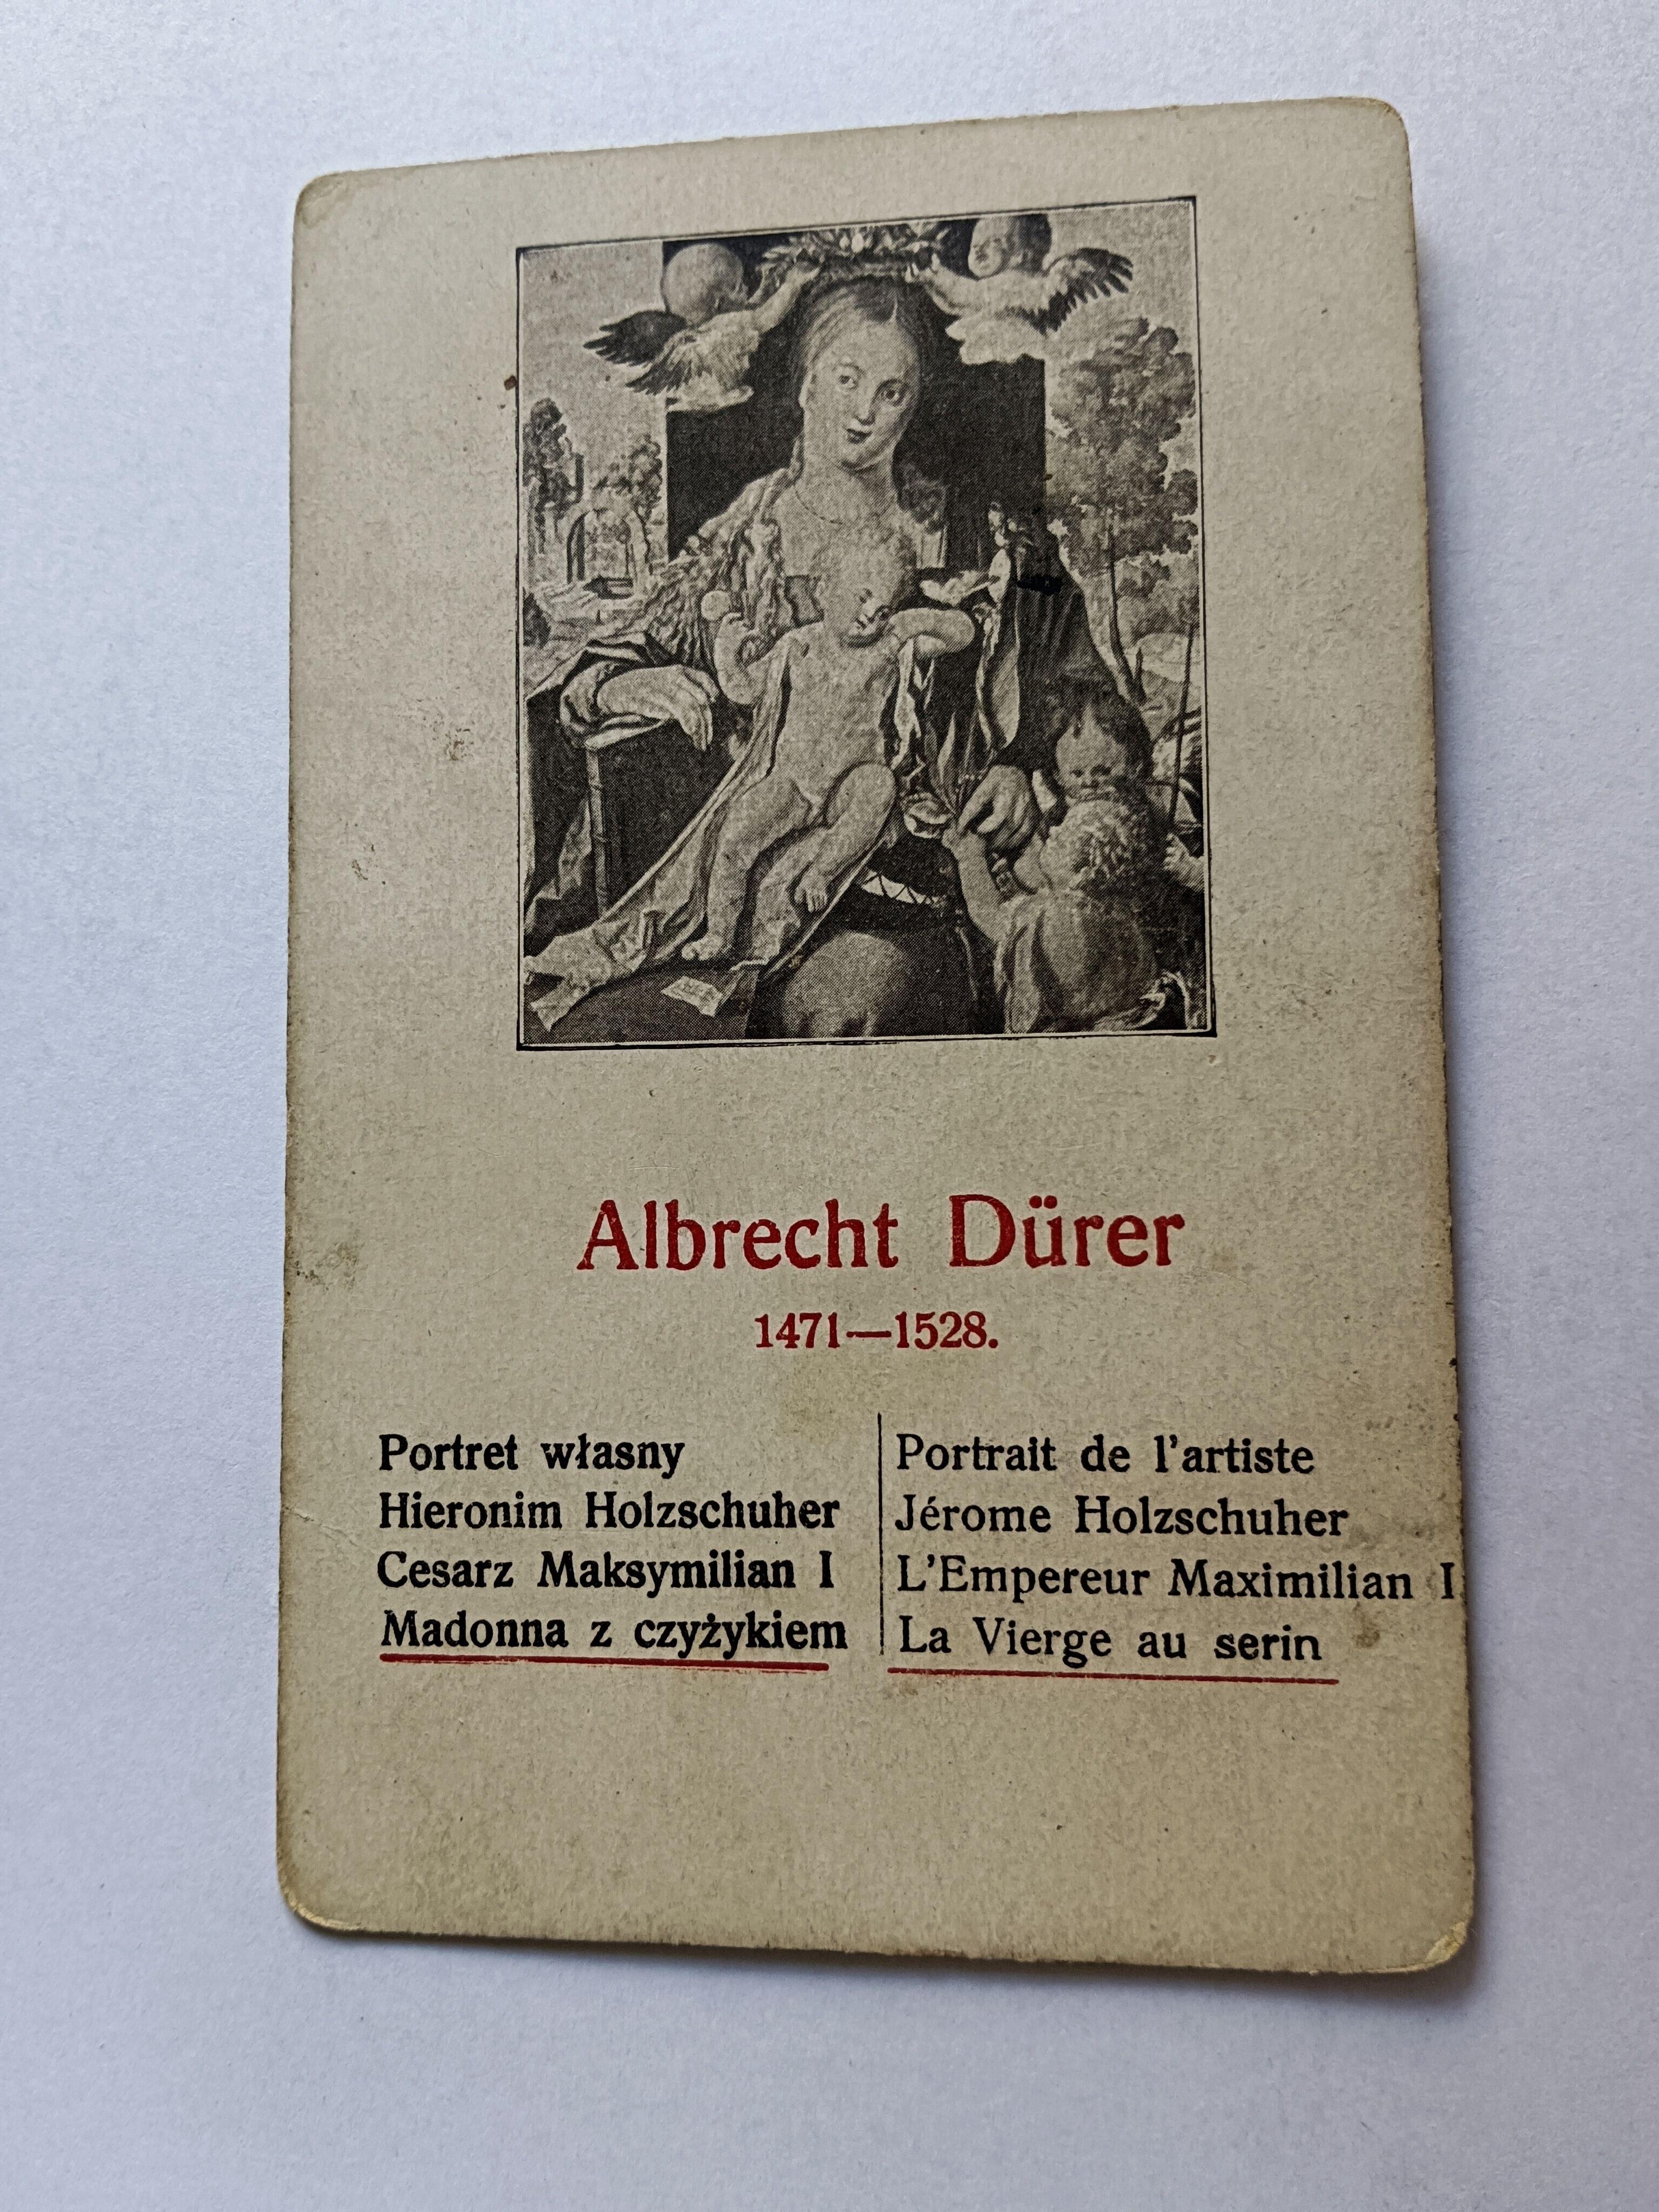 Albrecht Dürer
1471—1528.
Portret własny
Hieronim Holzschuher
Cesarz Maksymilian I
Madonna z czyżykiem
Portrait de l'artiste
Jérome Holzschuher
L'Empereur Maximilian I
La Vierge au serin